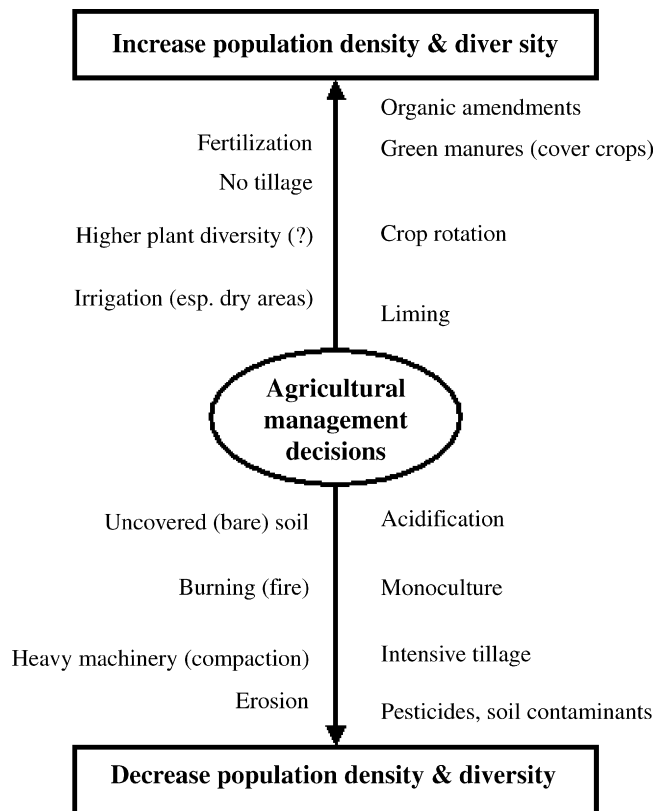 Increase population density & diver sity
Organic amendments
Fertilization
Green manures (cover crops)
No tillage
Higher plant diversity (?)
Crop rotation
Irrigation (esp. dry areas)
Liming
Agricultural
management
decisions
Uncovered (bare) soil
Acidification
Burning (fire)
Monoculture
Heavy machinery (compaction)
Intensive tillage
Erosion
Pesticides, soil contaminants
Decrease population density & diversity